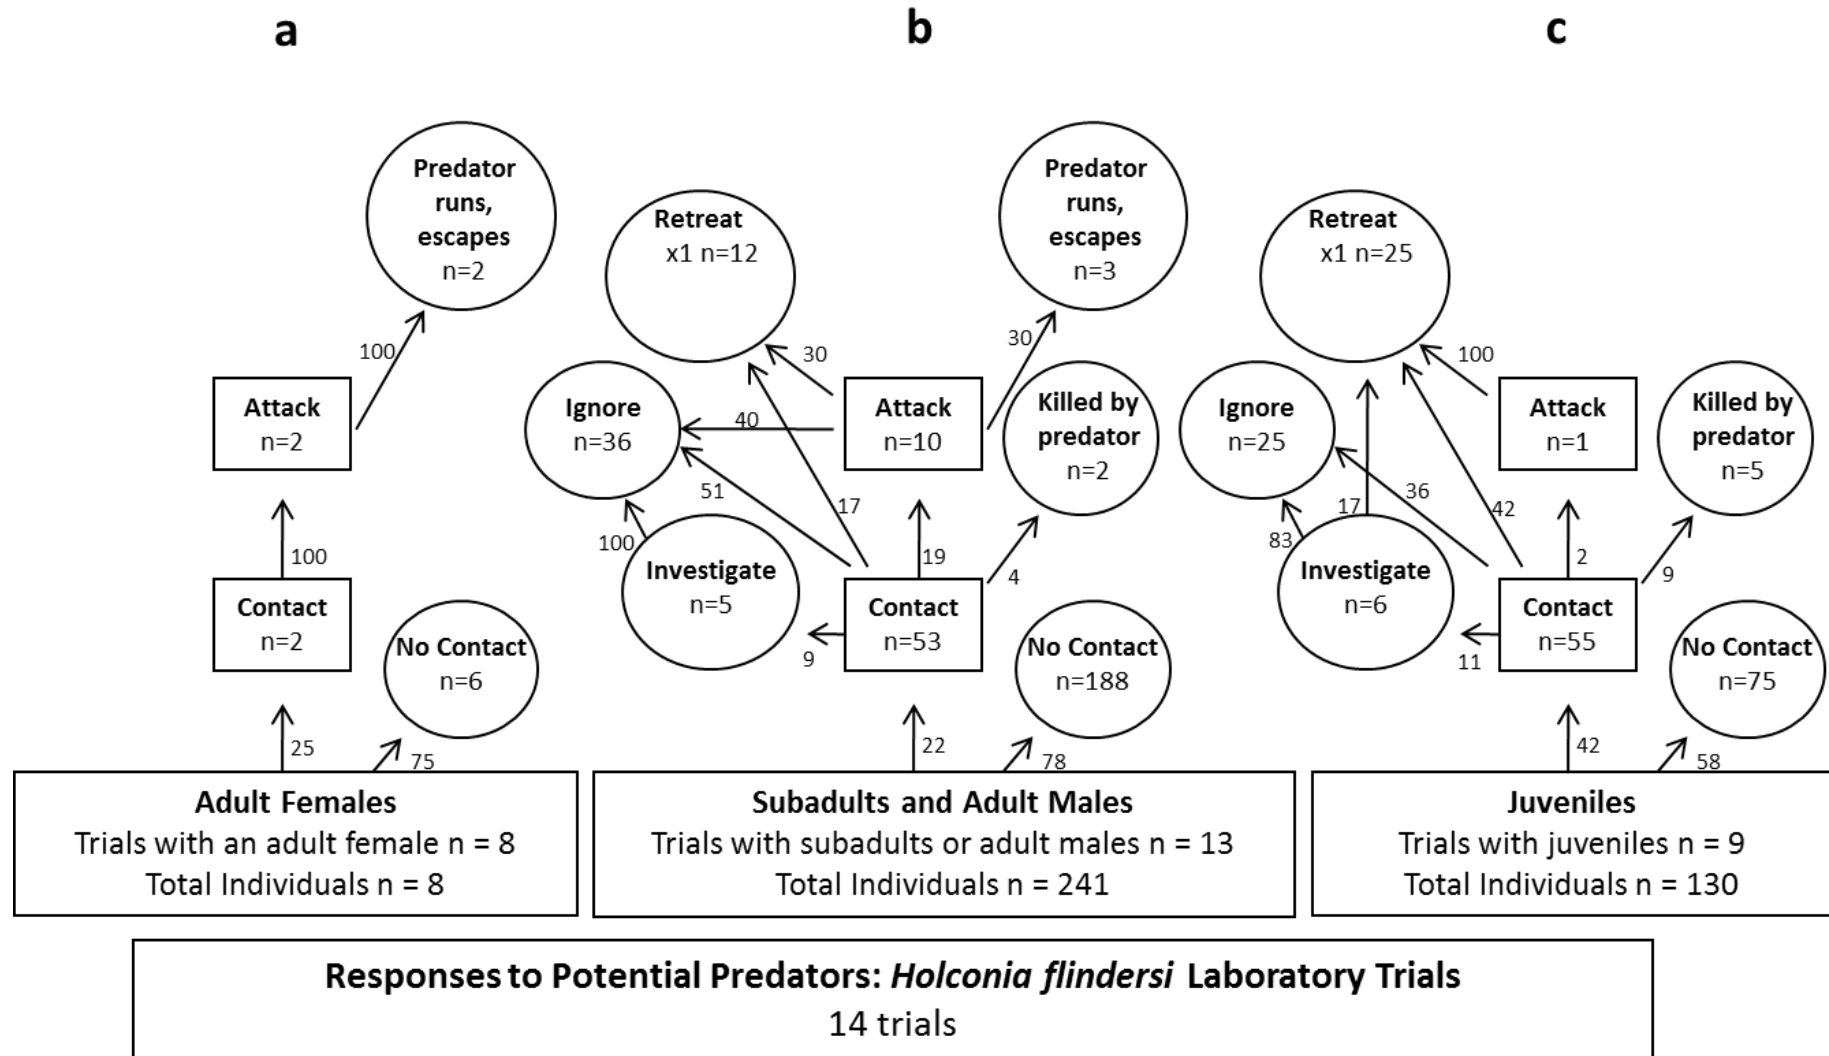 a
Predator
runs,
escapes
n=2
100
Attack
n=2
100
Contact
n=2
No Contact
n=6
25
75
Adult Females
Trials with an adult female n = 8
Total Individuals n = 8
b
Retreat
x1 n=12
Predator
runs,
escapes
n=3
30
30
Ignore
n=36
40
Attack
n=10
Killed by
predator
n=2
51
17
100
19
4
Investigate
n=5
Contact
n=53
9
No Contact
n=188
22
78
Subadults and Adult Males
Trials with subadults or adult males n = 13
Total Individuals n = 241
c
Retreat
x1 n=25
100
Ignore
n=25
Attack
n=1
Killed by
predator
n=5
17
36
42
83
2
9
Investigate
n=6
Contact
n=55
11
No Contact
n=75
42
58
Juveniles
Trials with juveniles n = 9
Total Individuals n = 130
Responses to Potential Predators: Holconia flindersi Laboratory Trials
14 trials